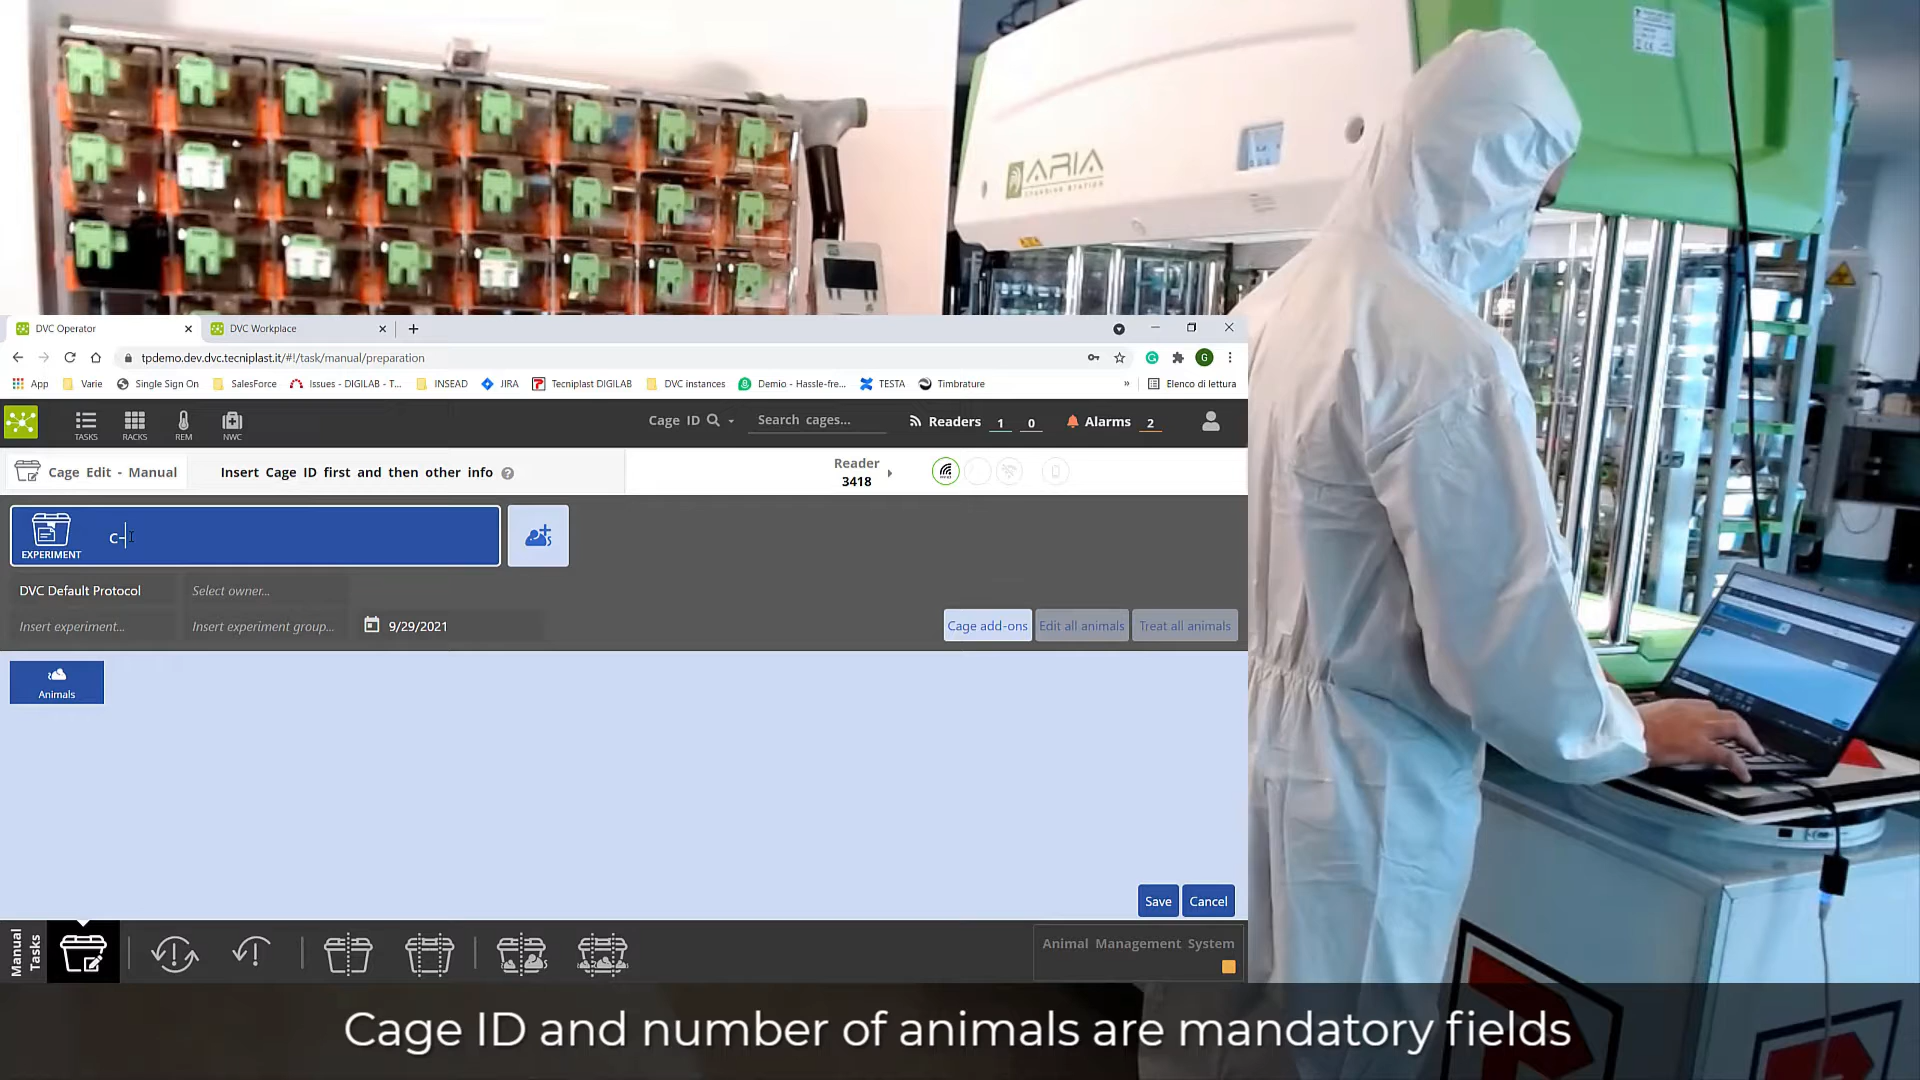 ARIA
DVC Operator
DVC Workplace
tpdemo.dev.dvc.tecniplast.it/#!/task/manual/preparation
G
App
Varie
Single Sign On
SalesForce
Issues - DIGILAB - T...
INSEAD
JIRA
Tecniplast DIGILAB
DVC instances
Demio - Hassle-fre...
TESTA
Timbrature
»
Elenco di lettura
TASKS
RACKS
REM
NWC
Cage ID
Search cages...
Readers 1 0
Alarms 2
Cage Edit - Manual
Insert Cage ID first and then other info ?
Reader
3418
EXPERIMENT
c-
DVC Default Protocol
Select owner...
Insert experiment...
Insert experiment group...
9/29/2021
Cage add-ons
Edit all animals
Treat all animals
Animals
Save
Cancel
Manual
Tasks
Animal Management System
Cage ID and number of animals are mandatory fields